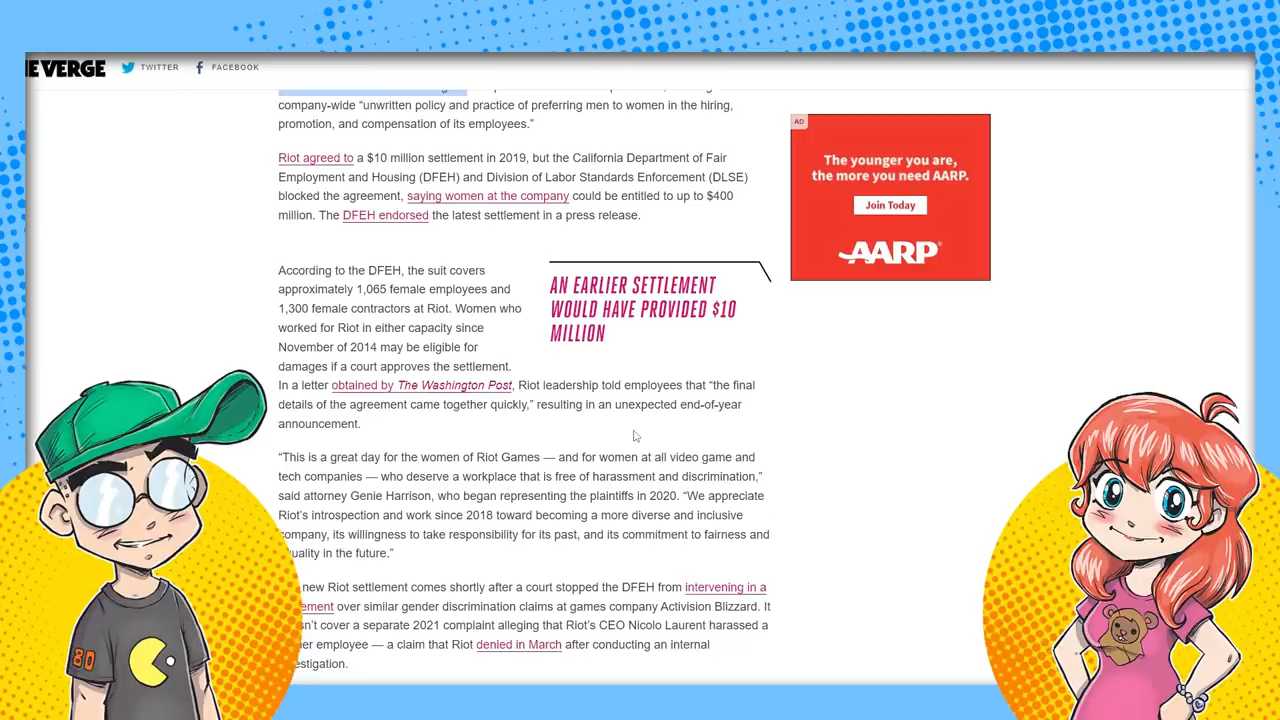 E VERGE TWITTER FACEBOOK
company-wide “unwritten policy and practice of preferring men to women in the hiring,
promotion, and compensation of its employees.”
Riot agreed to a $10 million settlement in 2019, but the California Department of Fair
Employment and Housing (DFEH) and Division of Labor Standards Enforcement (DLSE)
blocked the agreement, saying women at the company could be entitled to up to $400
million. The DFEH endorsed the latest settlement in a press release.
According to the DFEH, the suit covers
approximately 1,065 female employees and
1,300 female contractors at Riot. Women who
worked for Riot in either capacity since
November of 2014 may be eligible for
damages if a court approves the settlement.
In a letter obtained by The Washington Post, Riot leadership told employees that “the final
details of the agreement came together quickly,” resulting in an unexpected end-of-year
announcement.
AN EARLIER SETTLEMENT
WOULD HAVE PROVIDED $10
MILLION
“This is a great day for the women of Riot Games — and for women at all video game and
tech companies — who deserve a workplace that is free of harassment and discrimination,”
said attorney Genie Harrison, who began representing the plaintiffs in 2020. “We appreciate
Riot’s introspection and work since 2018 toward becoming a more diverse and inclusive
company, its willingness to take responsibility for its past, and its commitment to fairness and
quality in the future.”
new Riot settlement comes shortly after a court stopped the DFEH from intervening in a
ement over similar gender discrimination claims at games company Activision Blizzard. It
n’t cover a separate 2021 complaint alleging that Riot’s CEO Nicolo Laurent harassed a
er employee — a claim that Riot denied in March after conducting an internal
estigation.
AD
The younger you are,
the more you need AARP.
Join Today
AARP
80